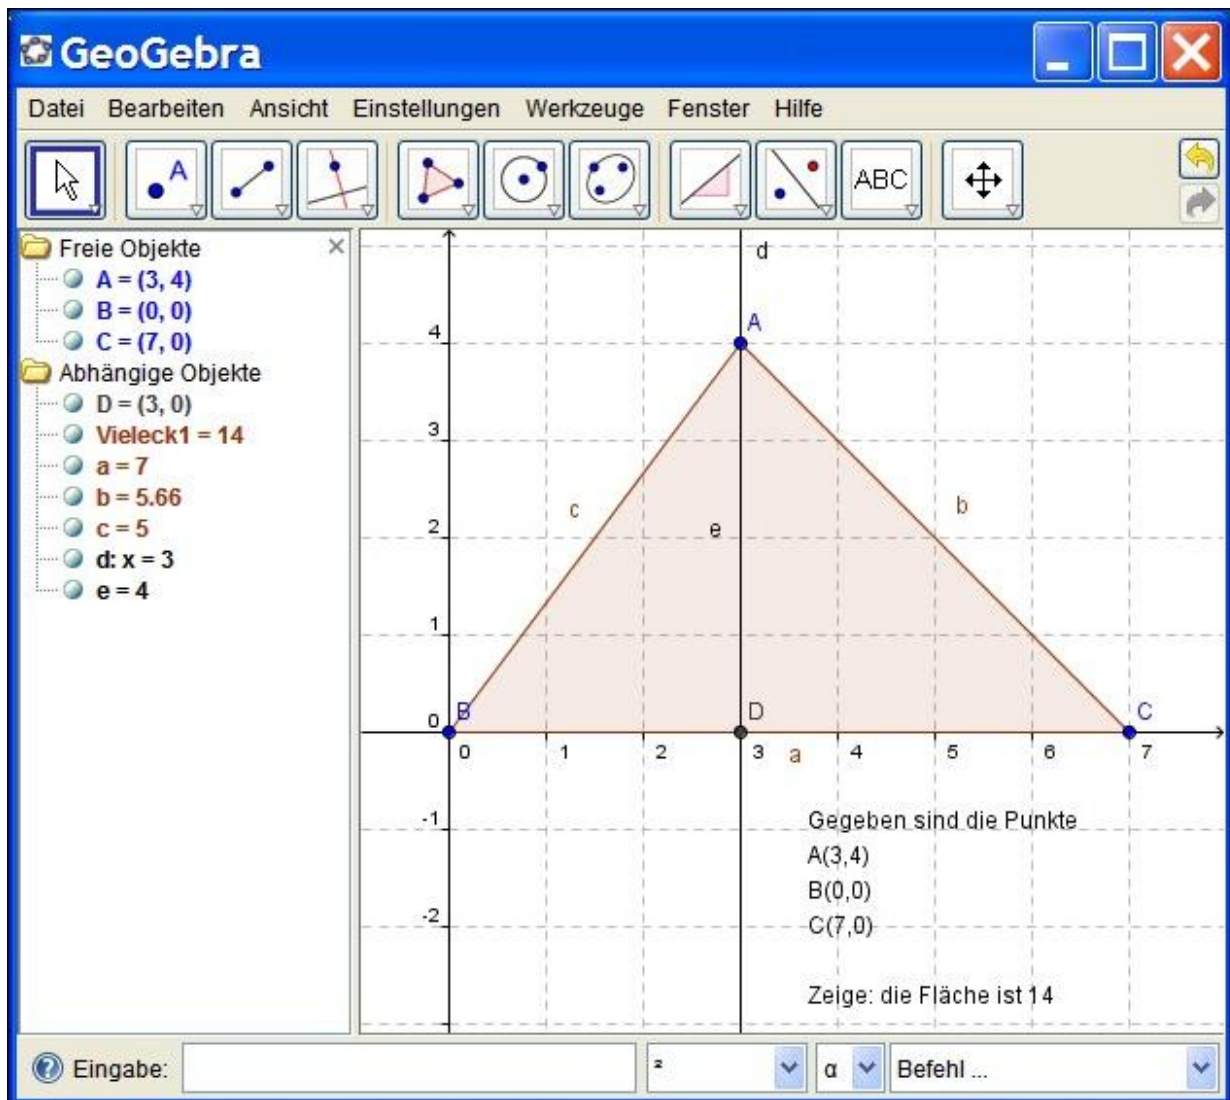 GeoGebra
Datei Bearbeiten Ansicht Einstellungen Werkzeuge Fenster Hilfe
A
ABC
Freie Objekte
A = (3, 4)
B = (0, 0)
C = (7, 0)
Abhängige Objekte
D = (3, 0)
Vieleck1 = 14
a = 7
b = 5.66
c = 5
d: x = 3
e = 4
d
A
4
3
c
b
2
e
1
0
B
D
C
0 1 2 3 a 4 5 6 7
-1
Gegeben sind die Punkte
A(3,4)
B(0,0)
-2
C(7,0)
Zeige: die Fläche ist 14
Eingabe: ² α Befehl ...